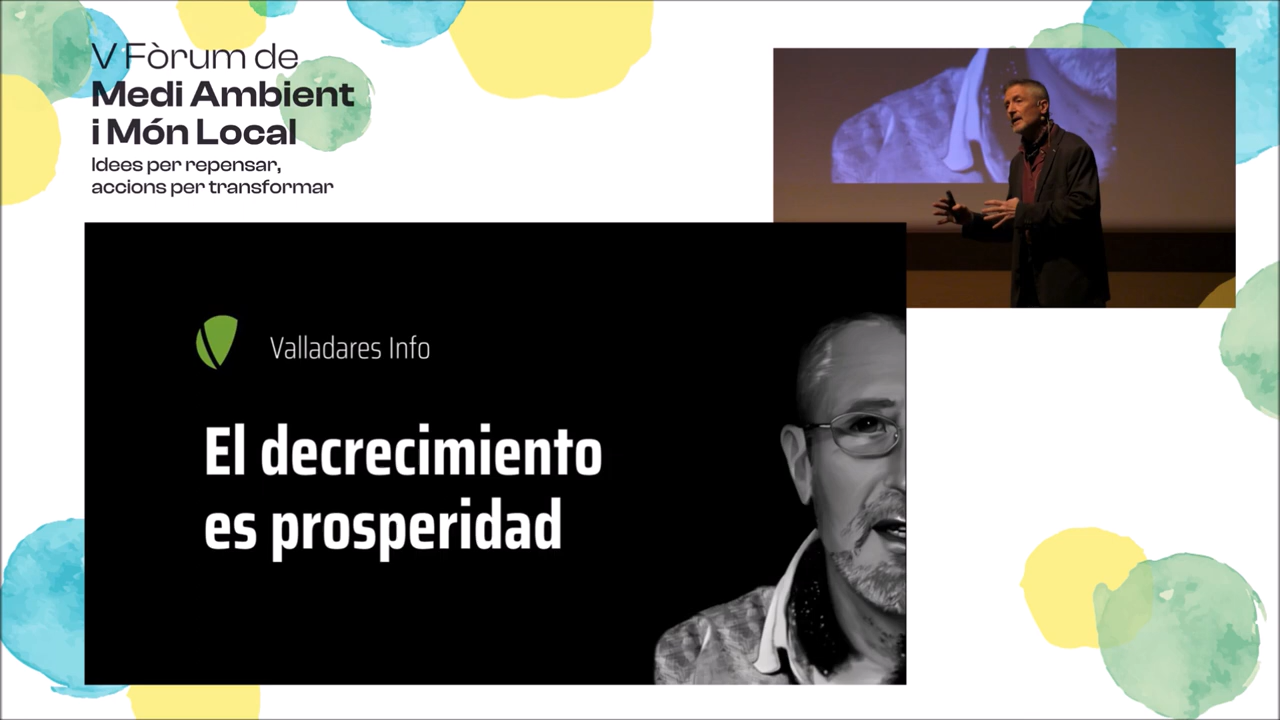 V Fòrum de
Medi Ambient
i Món Local
Idees per repensar,
accions per transformar
Valladares Info
El decrecimiento
es prosperidad